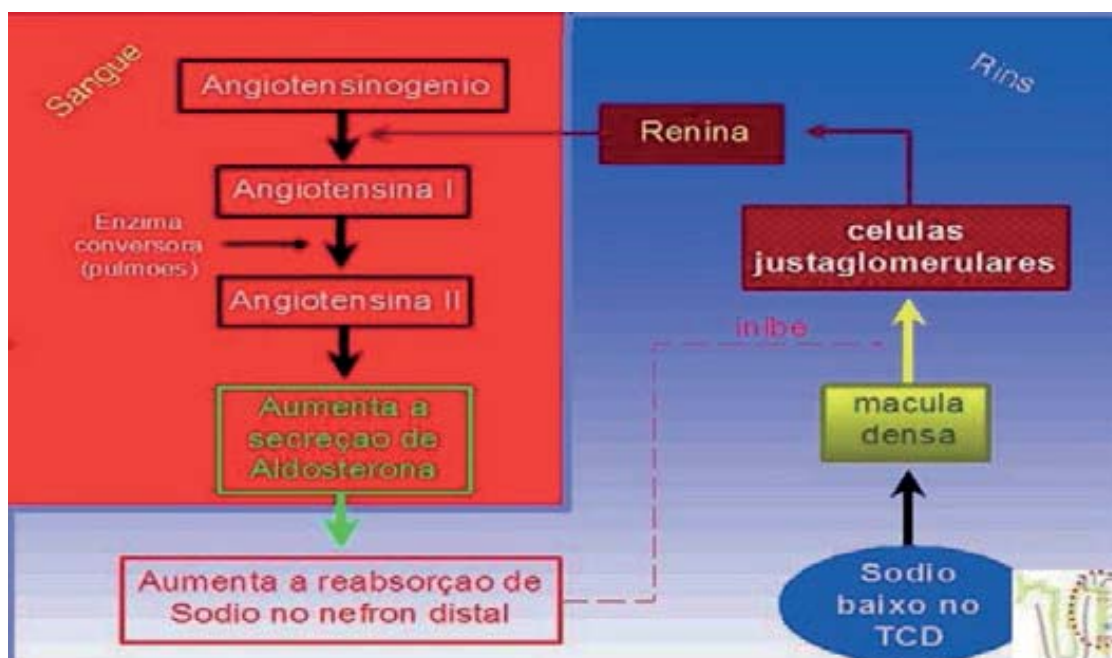 Sangue
Angiotensinogenio
Angiotensina I
Enzima
conversora
(pulmoes)
Angiotensina II
Aumenta a
secreçao de
Aldosterona
Aumenta a reabsorçao de
Sodio no nefron distal
Rins
Renina
celulas
justaglomerulares
inibe
macula
densa
Sodio
baixo no
TCD